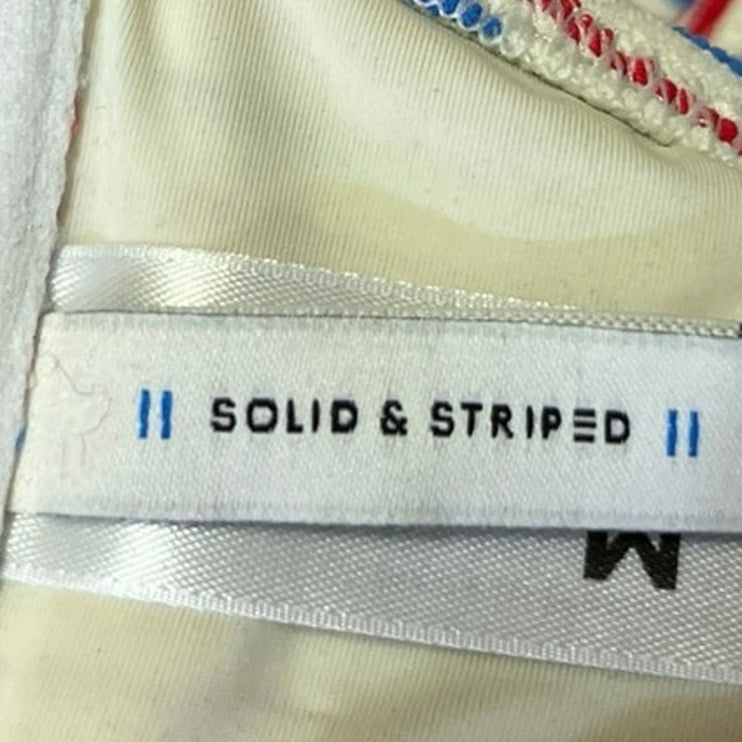 || SOLID & STRIPED ||
M